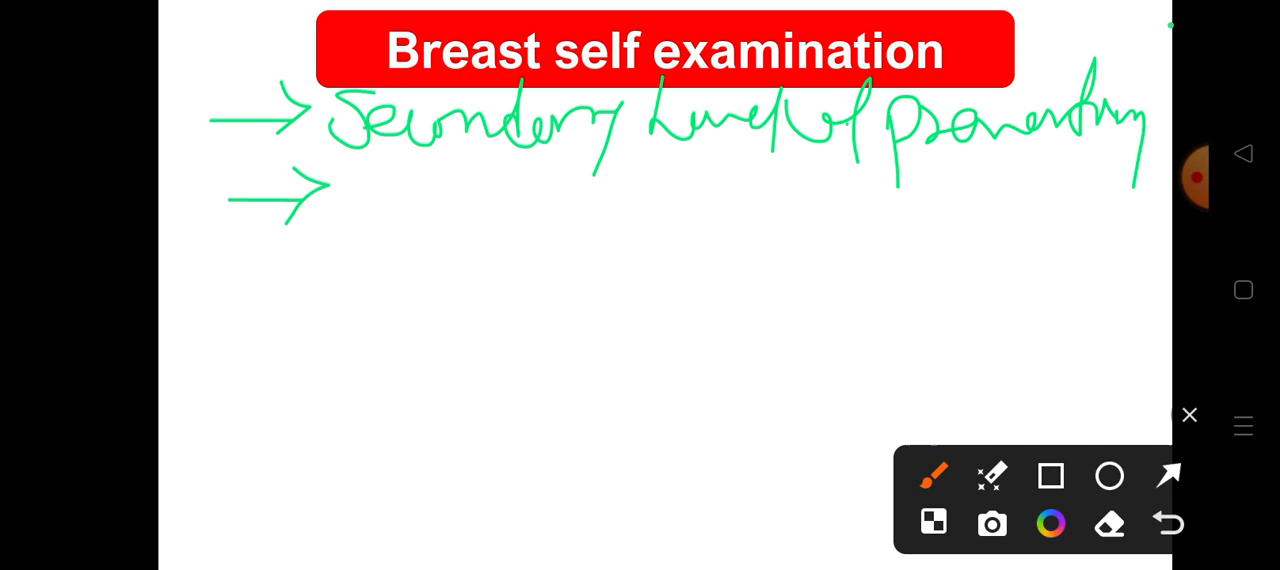 Breast self examination
→ Secondary Level of prevention
→